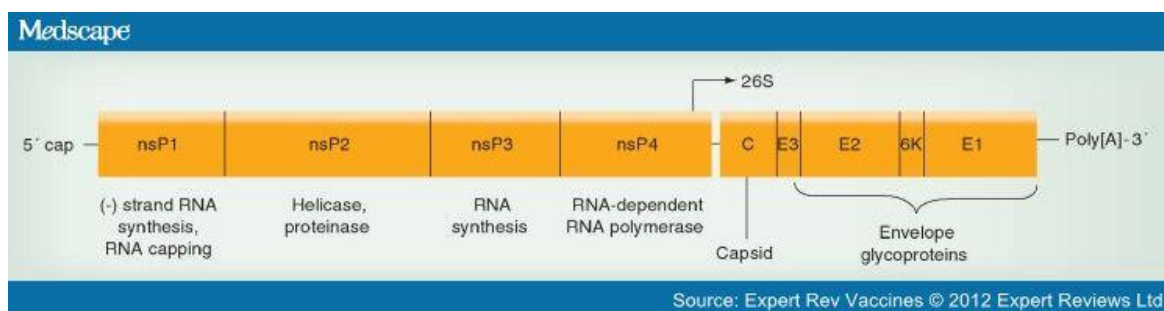 Medscape
26S
5´ cap
nsP1
nsP2
nsP3
nsP4
C
E3
E2
6K
E1
Poly[A]-3´
(-) strand RNA
synthesis,
RNA capping
Helicase,
proteinase
RNA
synthesis
RNA-dependent
RNA polymerase
Capsid
Envelope
glycoproteins
Source: Expert Rev Vaccines © 2012 Expert Reviews Ltd